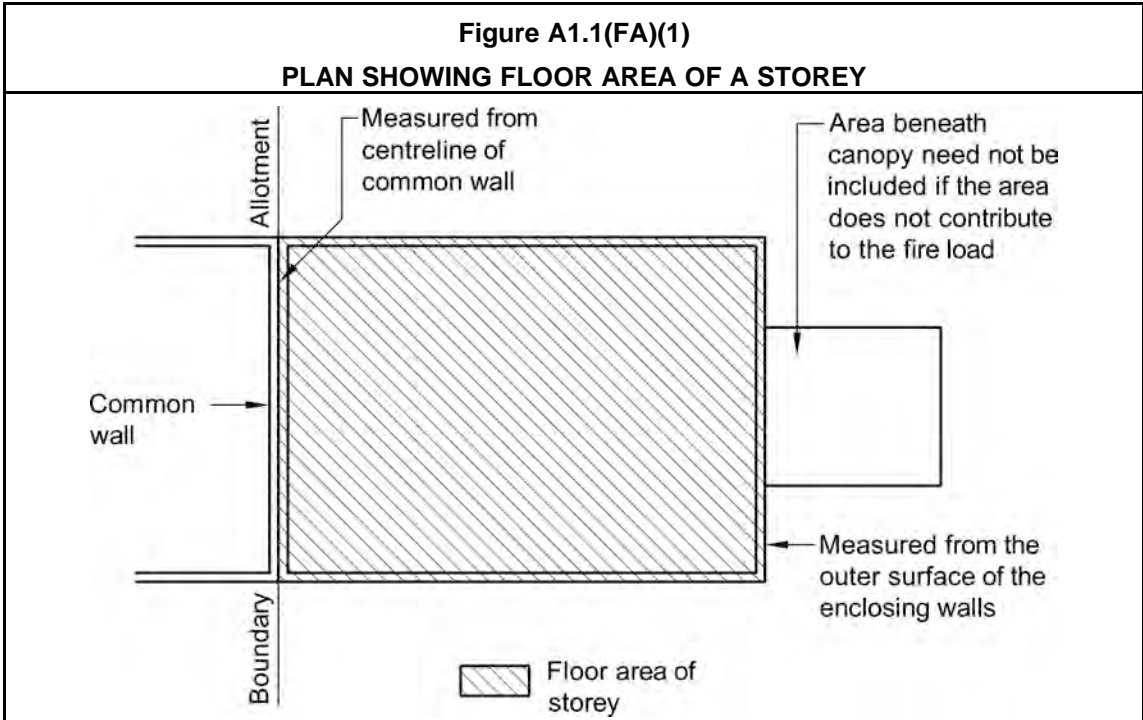 Figure A1.1(FA)(1)
PLAN SHOWING FLOOR AREA OF A STOREY
Allotment
Measured from
centreline of
common wall
Area beneath
canopy need not be
included if the area
does not contribute
to the fire load
Common
wall
Measured from the
outer surface of the
enclosing walls
Boundary
Floor area of
storey